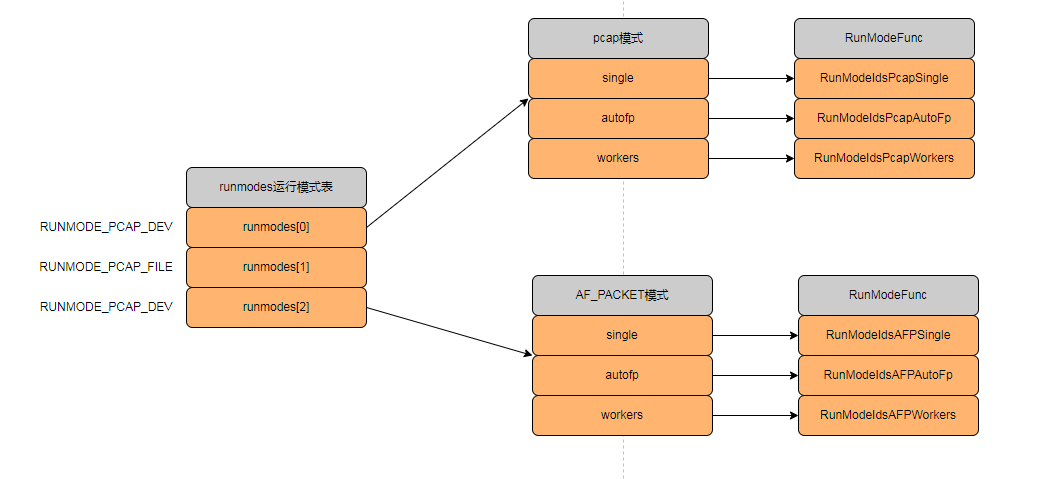 pcap模式
RunModeFunc
single
RunModeIdsPcapSingle
autofp
RunModeIdsPcapAutoFp
workers
RunModeIdsPcapWorkers
runmodes运行模式表
RUNMODE_PCAP_DEV
runmodes[0]
RUNMODE_PCAP_FILE
runmodes[1]
RUNMODE_PCAP_DEV
runmodes[2]
AF_PACKET模式
RunModeFunc
single
RunModeIdsAFPSingle
autofp
RunModeIdsAFPAutoFp
workers
RunModeIdsAFPWorkers